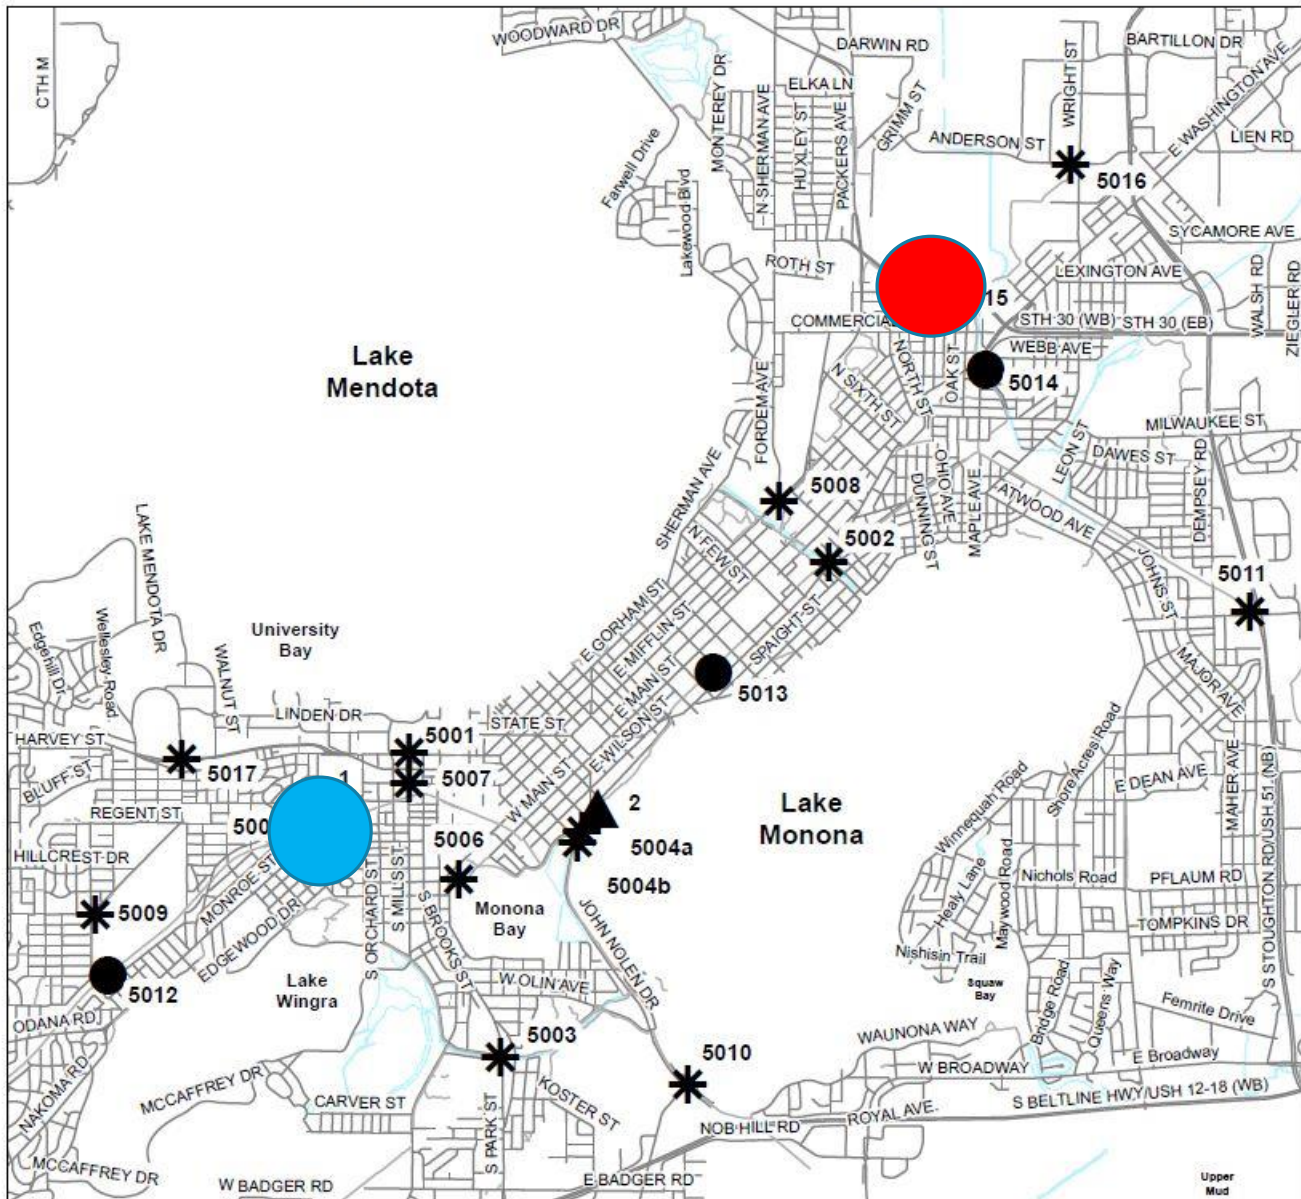 WOODWARD DR
DARWIN RD
BARTILLON DR
CTH M
ELKA LN
WRIGHT ST
E WASHINGTON AVE
MONTEREY DR
N SHERMAN AVE
HUXLEY ST
PACKERS AVE
GRIMM ST
ANDERSON ST
LIEN RD
Farwell Drive
5016
Lakewood Blvd
SYCAMORE AVE
ROTH ST
LEXINGTON AVE
WALSH RD
ZIEGLER RD
15
COMMERCIAL
STH 30 (WB)
STH 30 (EB)
Lake
Mendota
FORDEM AVE
N SIXTH ST
NORTH ST
OAK ST
WEBB AVE
5014
MILWAUKEE ST
SHERMAN AVE
LEON ST
DAWES ST
DEMPSEY RD
OHIO AVE
DUNNING ST
MAPLE AVE
ATWOOD AVE
5008
5002
N FEW ST
JOHNS ST
5011
LAKE MENDOTA DR
E GORHAM ST
E MIFFLIN ST
SPAIGHT ST
University
Bay
Edgehill Dr
Wellesley Road
WALNUT ST
E MAIN ST
E WILSON ST
5013
MAJOR AVE
LINDEN DR
STATE ST
HARVEY ST
5001
BLUFF ST
5017
1
5007
W MAIN ST
Winnequah Road
Shore Acres Road
E DEAN AVE
MAHER AVE
S STOUGHTON RD/USH 51 (NB)
REGENT ST
500
2
Lake
Monona
HILLCREST DR
5006
5004a
5004b
MONROE ST
EDGEWOOD DR
S ORCHARD ST
S MILLS ST
S BROOKS ST
Monona
Bay
Healy Lane
Maywood Road
Nichols Road
PFLAUM RD
TOMPKINS DR
5009
5012
Lake
Wingra
W OLIN AVE
JOHN NOLEN DR
Nishisin Trail
Squaw
Bay
Bridge Road
Queens Way
Femrite Drive
ODANA RD
NAKOMA RD
5003
5010
WAUNONA WAY
W BROADWAY
E Broadway
MCCAFFREY DR
CARVER ST
KOSTER ST
S PARK ST
NOB HILL RD
ROYAL AVE.
S BELTLINE HWY/USH 12-18 (WB)
MCCAFFREY DR
W BADGER RD
E BADGER RD
Upper
Mud